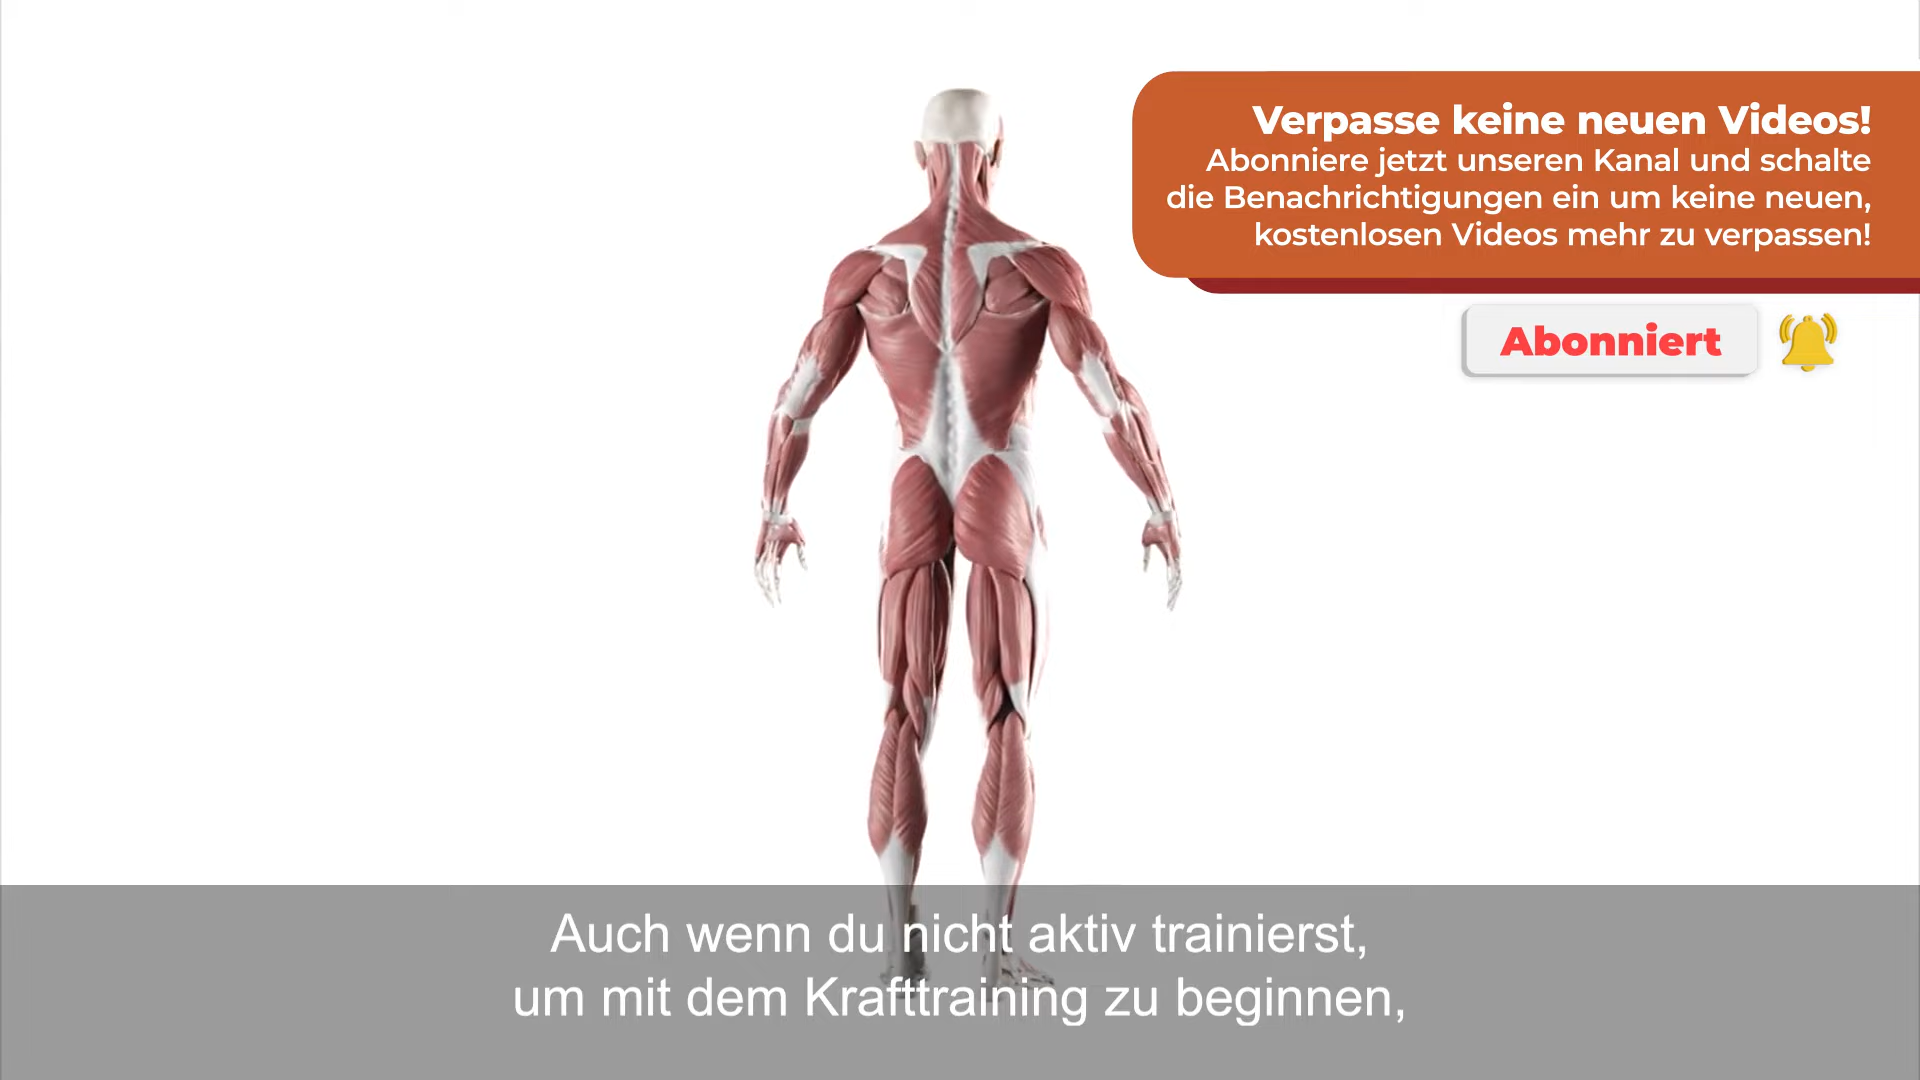 Verpasse keine neuen Videos!
Abonniere jetzt unseren Kanal und schalte
die Benachrichtigungen ein um keine neuen,
kostenlosen Videos mehr zu verpassen!
Abonniert
Auch wenn du nicht aktiv trainierst,
um mit dem Krafttraining zu beginnen,